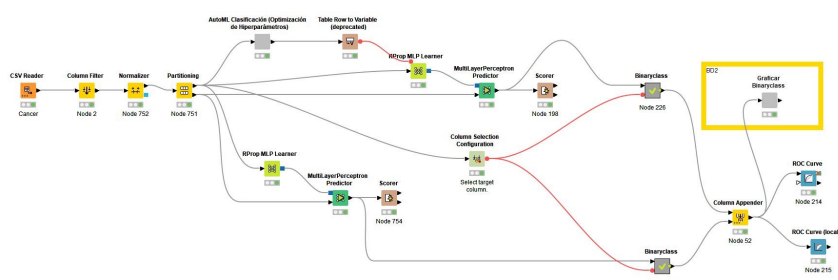 AutoML Clasificación (Optimización
de Hiperparámetros)
Table Row to Variable
(deprecated)
RProp MLP Learner
MultiLayerPerceptron
Predictor
Scorer
Node 198
Binaryclass
Node 226
BD2
Graficar
Binaryclass
CSV Reader
Cancer
Column Filter
Node 2
Normalizer
Node 752
Partitioning
Node 751
Column Selection
Configuration
Select target
column.
RProp MLP Learner
MultiLayerPerceptron
Predictor
Scorer
Node 754
ROC Curve
Node 214
Column Appender
Node 52
Binaryclass
ROC Curve (local
Node 215